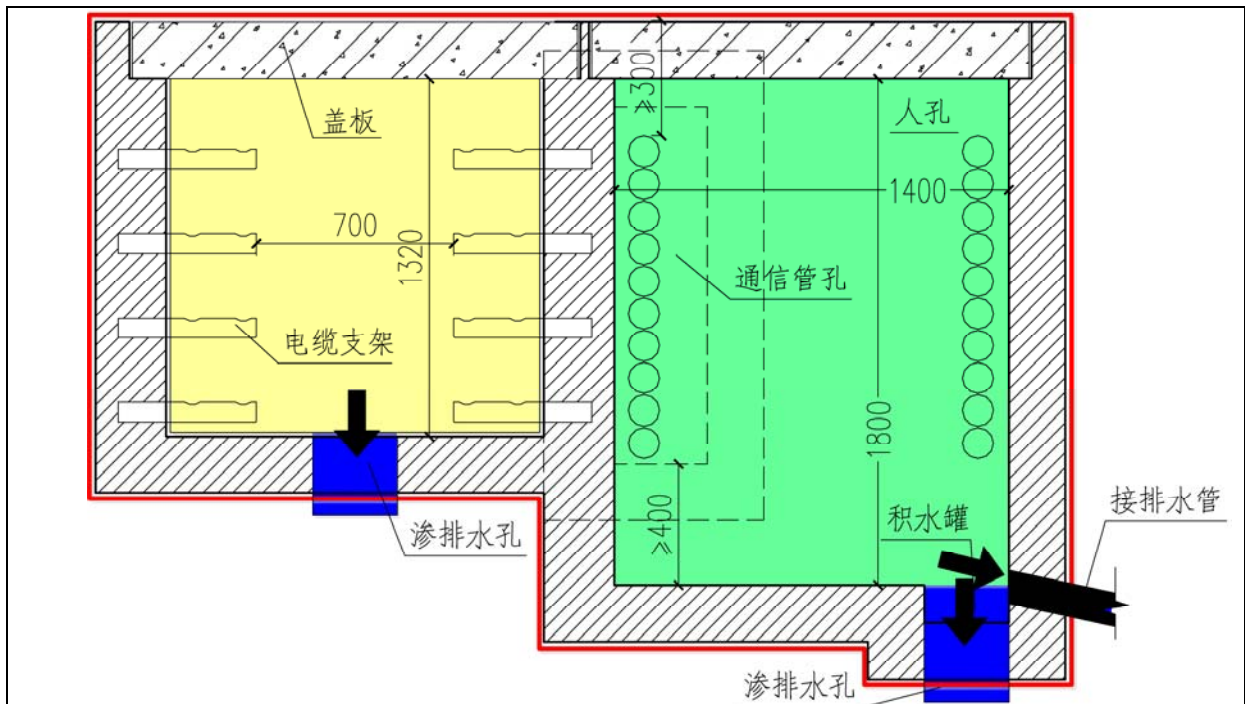 盖板
≥300
人孔
1400
700
1320
通信管孔
电缆支架
1800
≥400
积水罐
接排水管
渗排水孔
渗排水孔